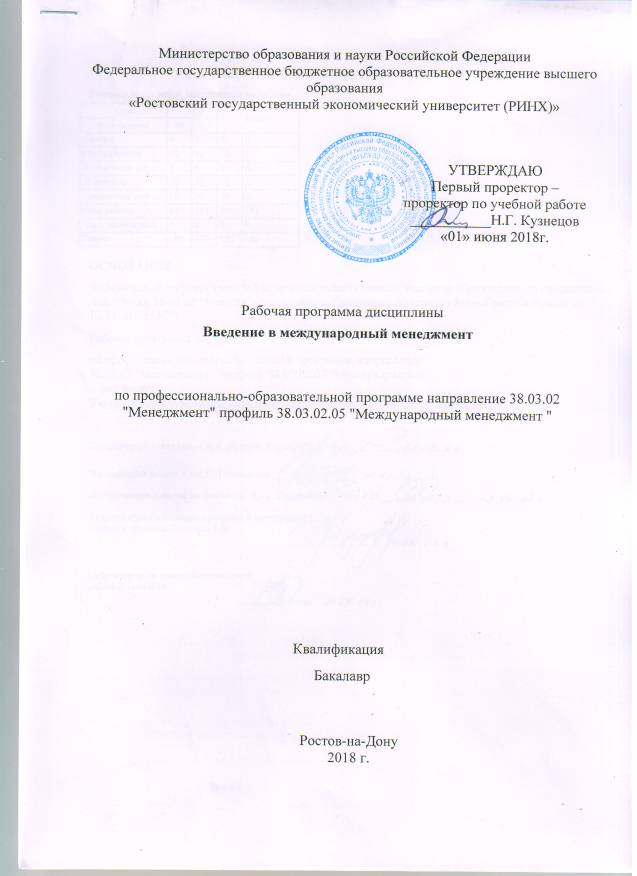 Министерство образования и науки Российской Федерации
Федеральное государственное бюджетное образовательное учреждение высшего
образования
«Ростовский государственный экономический университет (РИНХ)»
УТВЕРЖДАЮ
Первый проректор –
проректор по учебной работе
___________Н.Г. Кузнецов
«01» июня 2018г.
Рабочая программа дисциплины
Введение в международный менеджмент
по профессионально-образовательной программе направление 38.03.02
"Менеджмент" профиль 38.03.02.05 "Международный менеджмент "
Квалификация
Бакалавр
Ростов-на-Дону
2018 г.